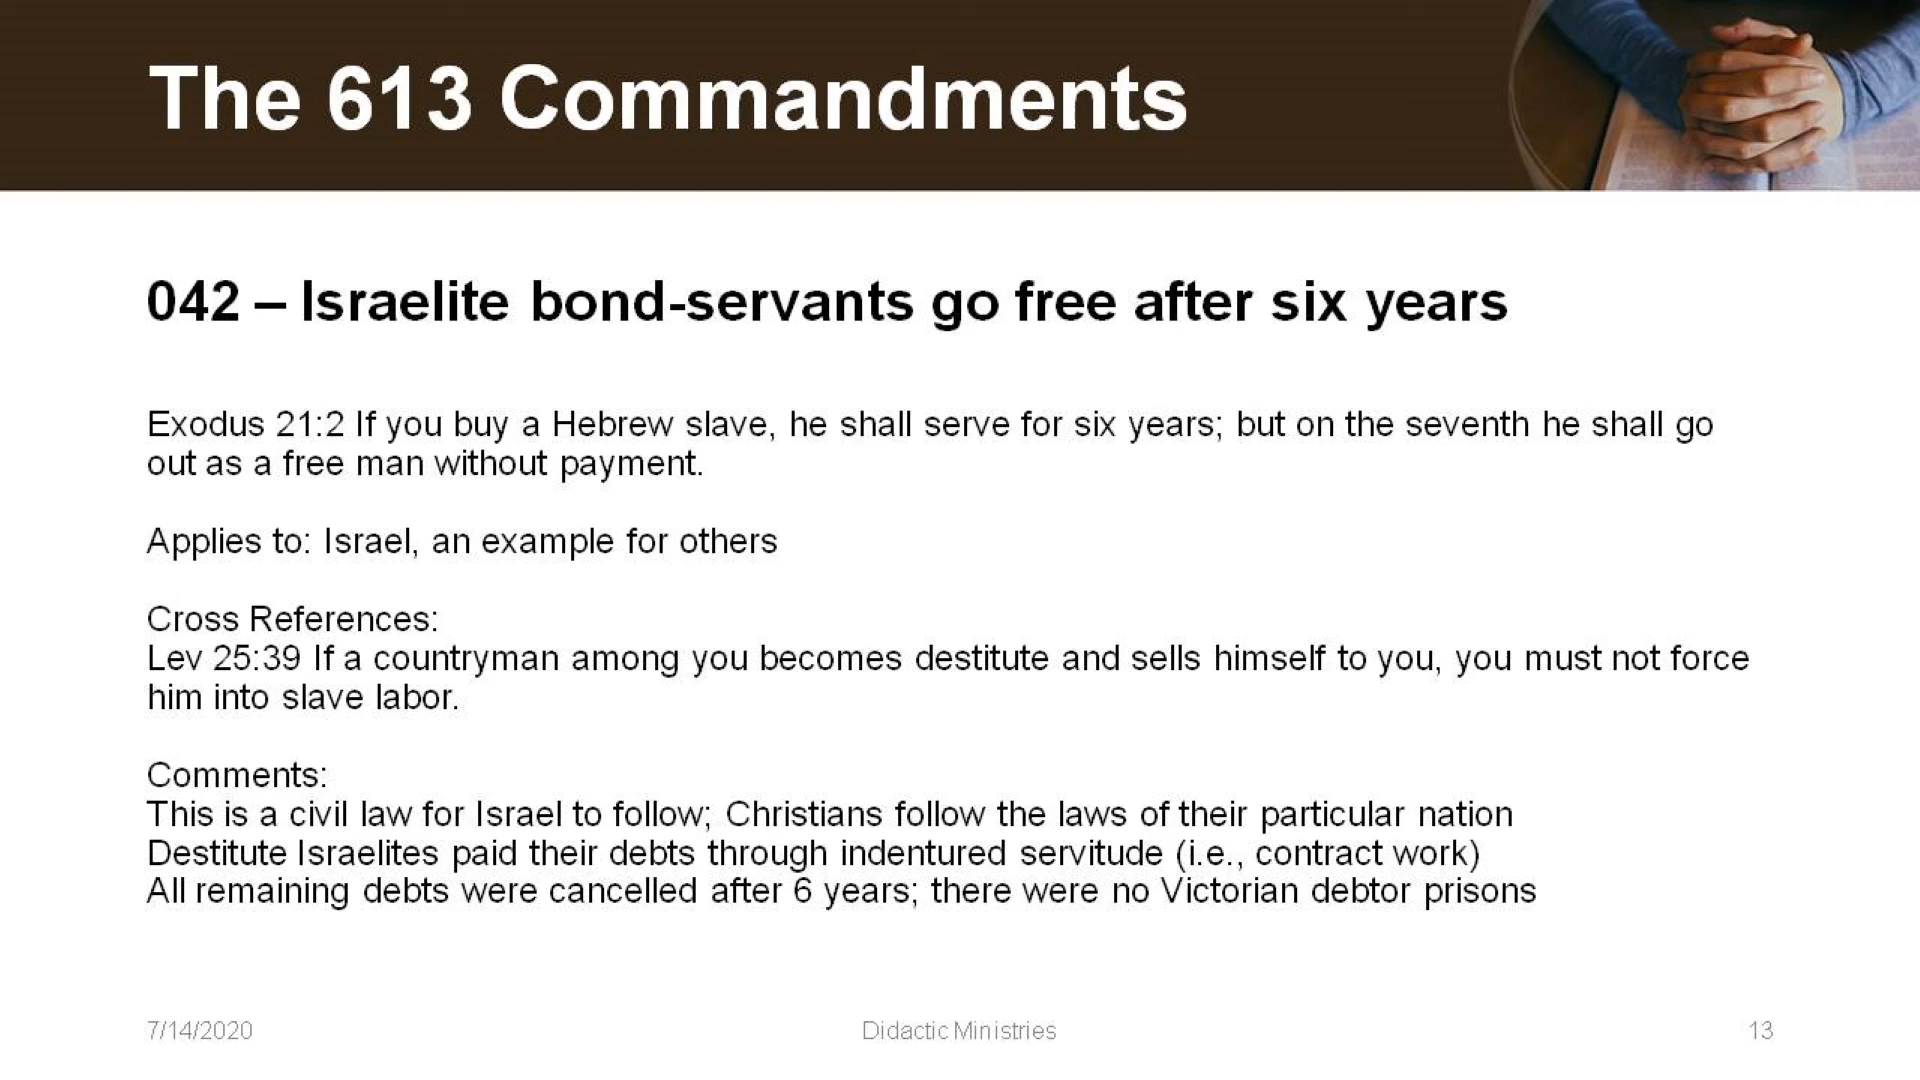 The 613 Commandments
042 – Israelite bond-servants go free after six years
Exodus 21:2 If you buy a Hebrew slave, he shall serve for six years; but on the seventh he shall go
out as a free man without payment.
Applies to: Israel, an example for others
Cross References:
Lev 25:39 If a countryman among you becomes destitute and sells himself to you, you must not force
him into slave labor.
Comments:
This is a civil law for Israel to follow; Christians follow the laws of their particular nation
Destitute Israelites paid their debts through indentured servitude (i.e., contract work)
All remaining debts were cancelled after 6 years; there were no Victorian debtor prisons
7/14/2020
Didactic Ministries
13